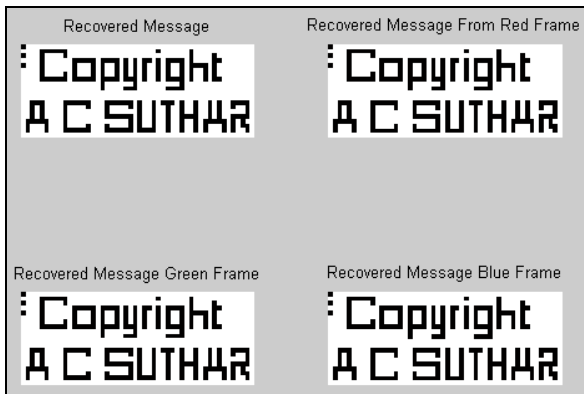 Recovered Message
Copyright
A C SUTHAR
Recovered Message From Red Frame
Copyright
A C SUTHAR
Recovered Message Green Frame
Copyright
A C SUTHAR
Recovered Message Blue Frame
Copyright
A C SUTHAR